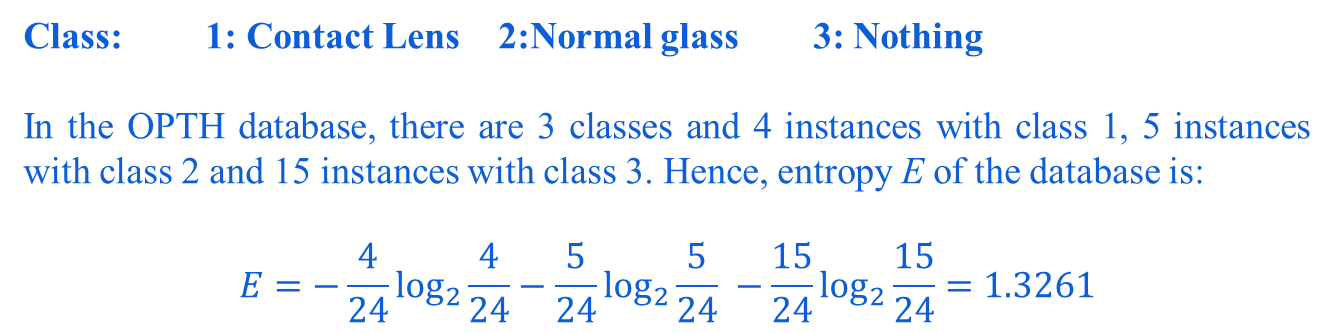 Class: 1: Contact Lens 2:Normal glass 3: Nothing
In the OPTH database, there are 3 classes and 4 instances with class 1, 5 instances
with class 2 and 15 instances with class 3. Hence, entropy E of the database is:
E = − 4/24 log₂ 4/24 − 5/24 log₂ 5/24 − 15/24 log₂ 15/24 = 1.3261